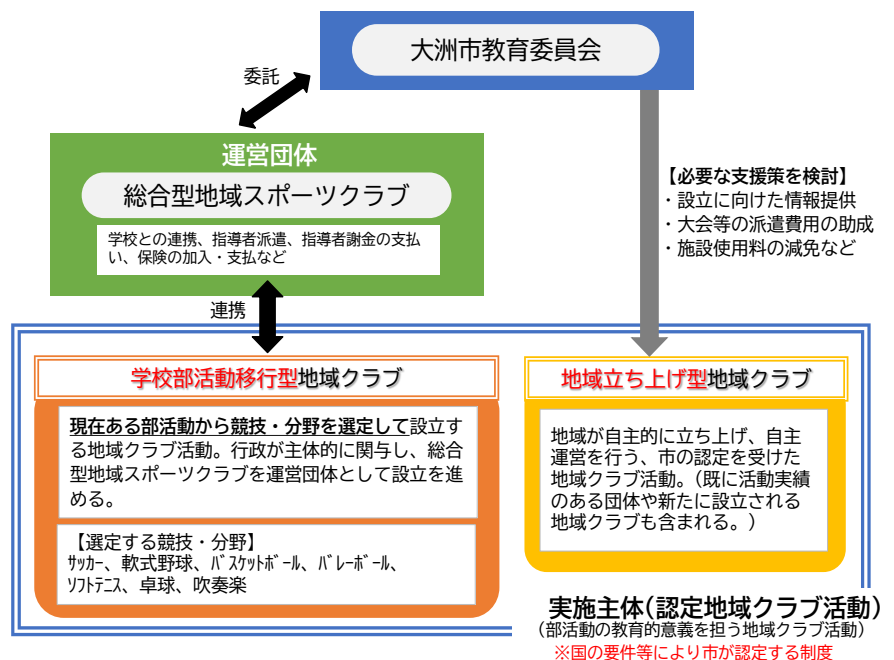 大洲市教育委員会
委託
運営団体
総合型地域スポーツクラブ
学校との連携、指導者派遣、指導者謝金の支払
い、保険の加入・支払など
【必要な支援策を検討】
・設立に向けた情報提供
・大会等の派遣費用の助成
・施設使用料の減免など
連携
学校部活動移行型地域クラブ
現在ある部活動から競技・分野を選定して設立す
る地域クラブ活動。行政が主体的に関与し、総合
型地域スポーツクラブを運営団体として設立を進
める。
【選定する競技・分野】
ｻｯｶｰ、軟式野球、ﾊﾞｽｹｯﾄﾎﾞｰﾙ、ﾊﾞﾚｰﾎﾞｰﾙ、
ｿﾌﾄﾃﾆｽ、卓球、吹奏楽
地域立ち上げ型地域クラブ
地域が自主的に立ち上げ、自主
運営を行う、市の認定を受けた
地域クラブ活動。(既に活動実績
のある団体や新たに設立される
地域クラブも含まれる。)
実施主体(認定地域クラブ活動)
(部活動の教育的意義を担う地域クラブ活動)
※国の要件等により市が認定する制度